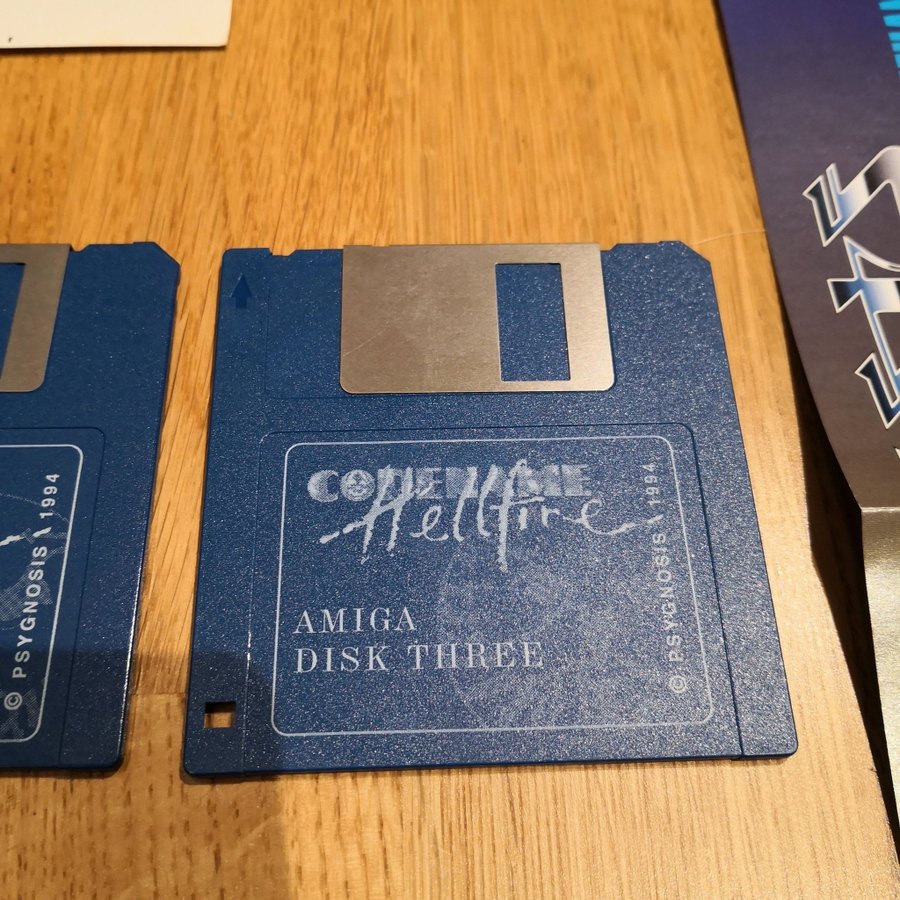 CODENAME
Hellfire
AMIGA
DISK THREE
© PSYGNOSIS \ 1994
© PSYGNOSIS \ 1994